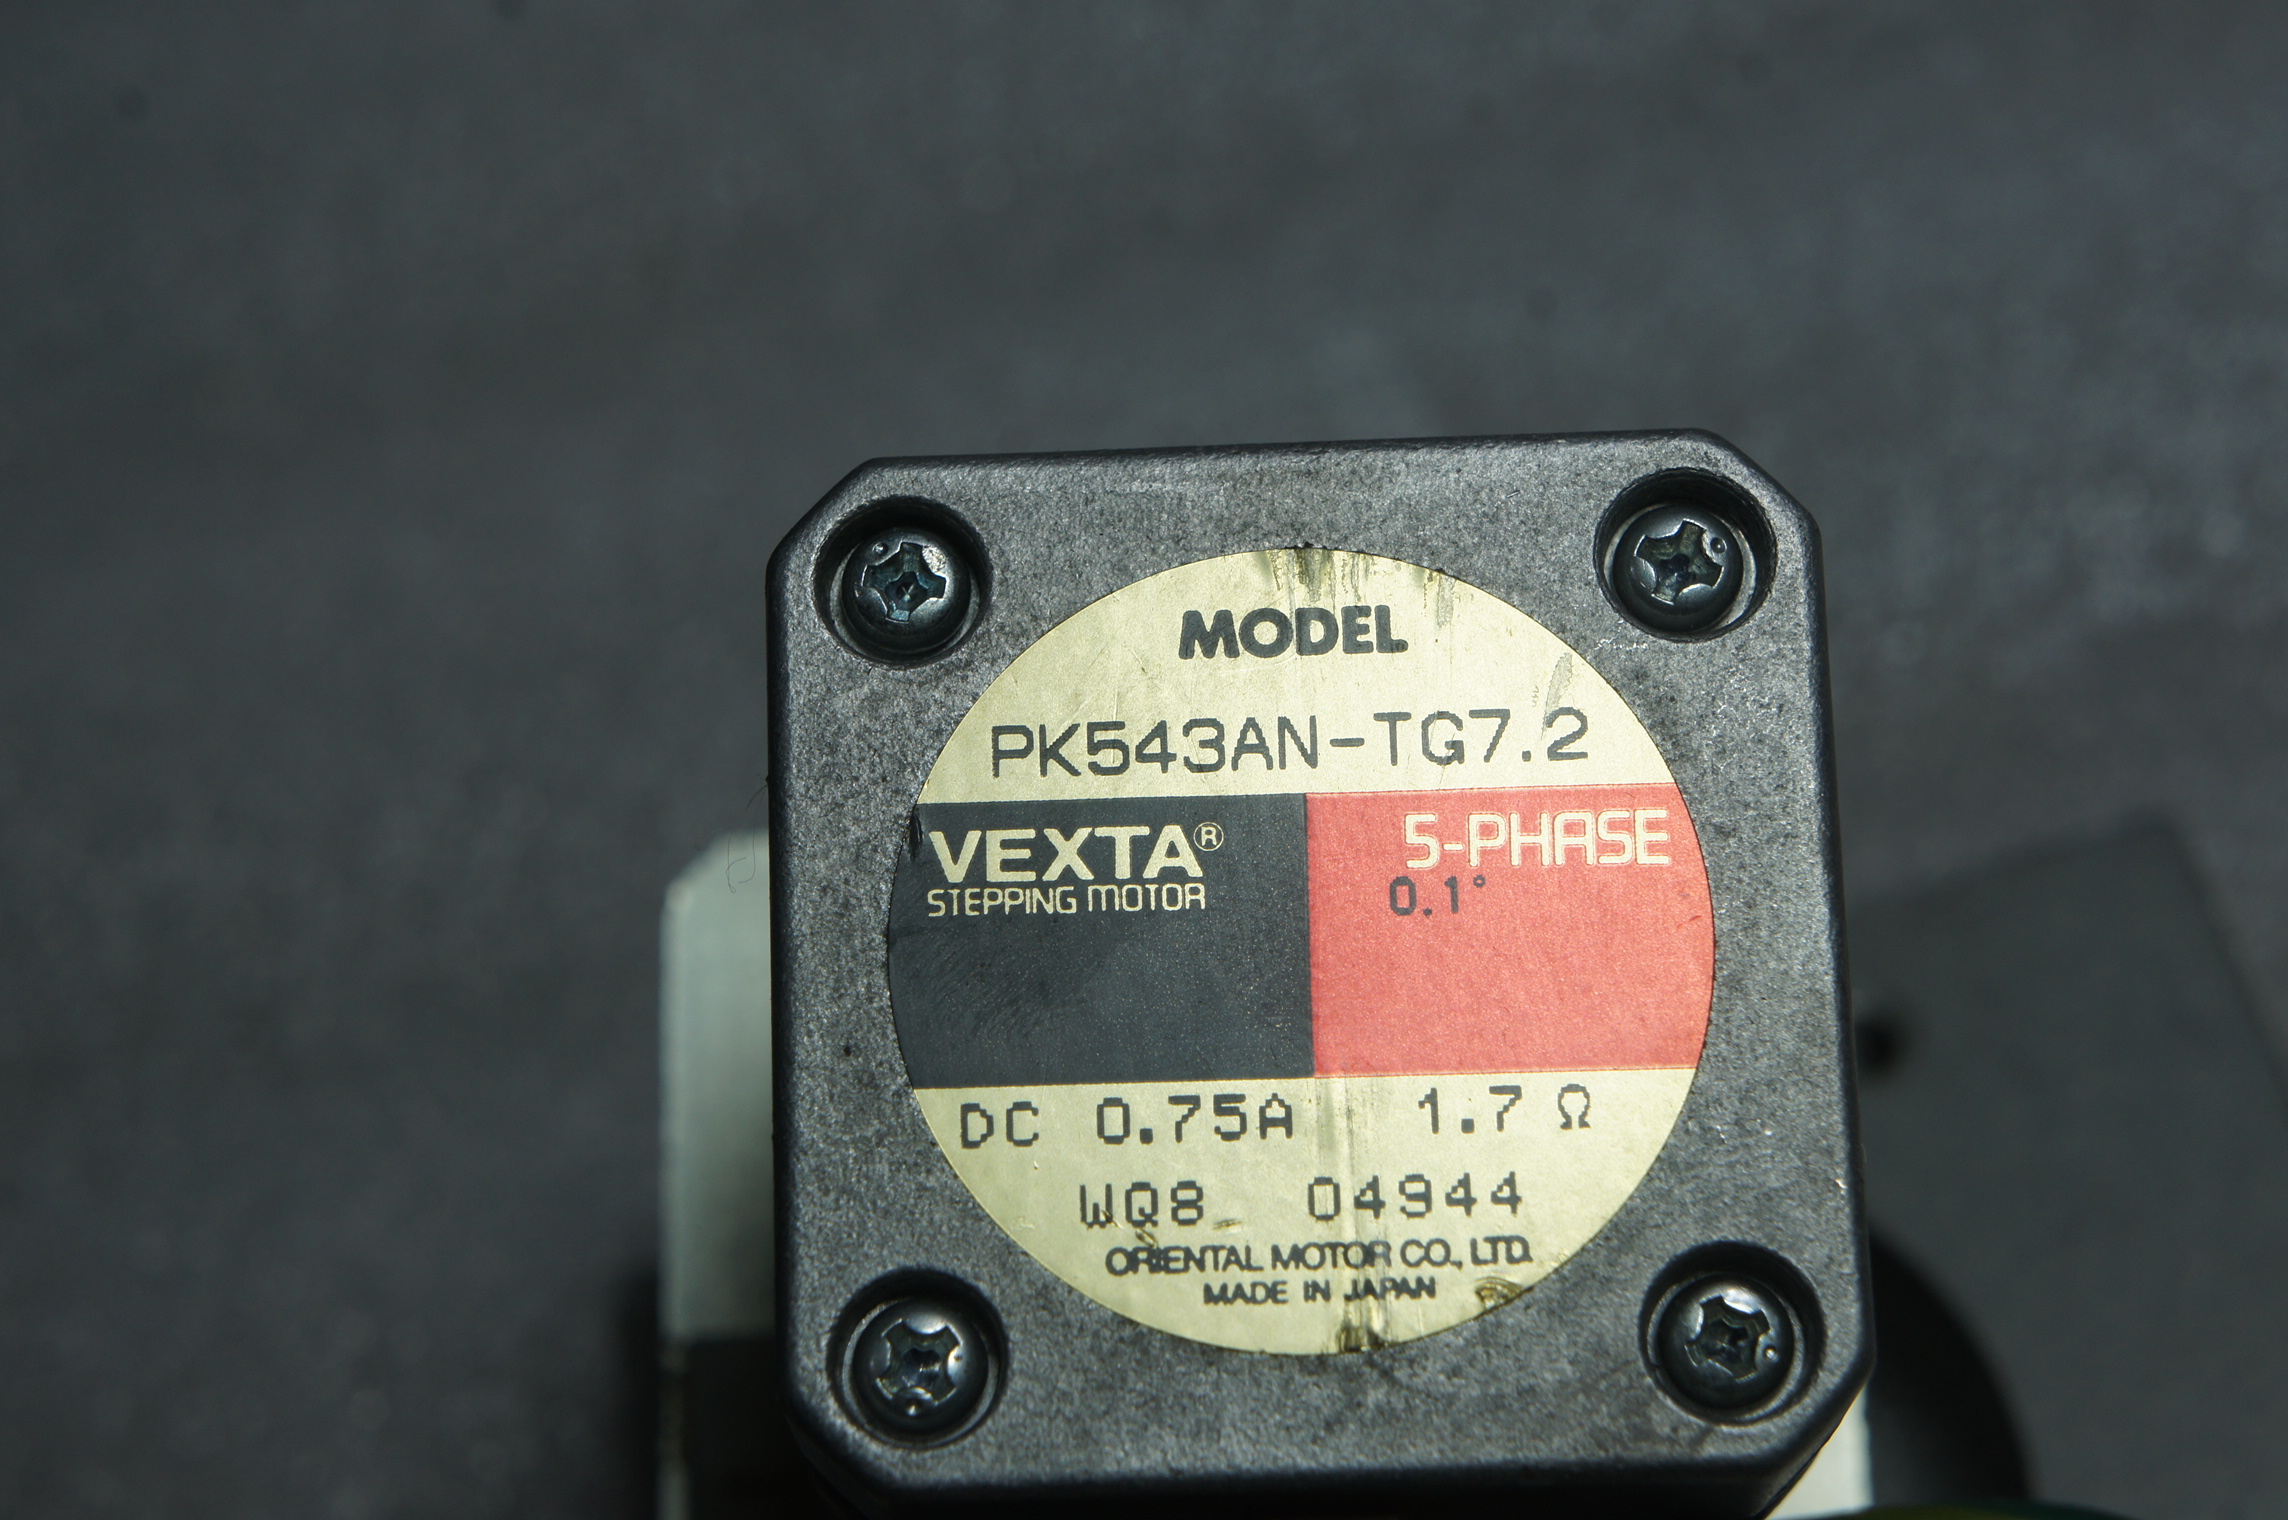 MODEL
PK543AN-TG7.2
VEXTA®
STEPPING MOTOR
5-PHASE
0.1°
DC 0.75A 1.7 Ω
WQ8 04944
ORIENTAL MOTOR CO., LTD.
MADE IN JAPAN